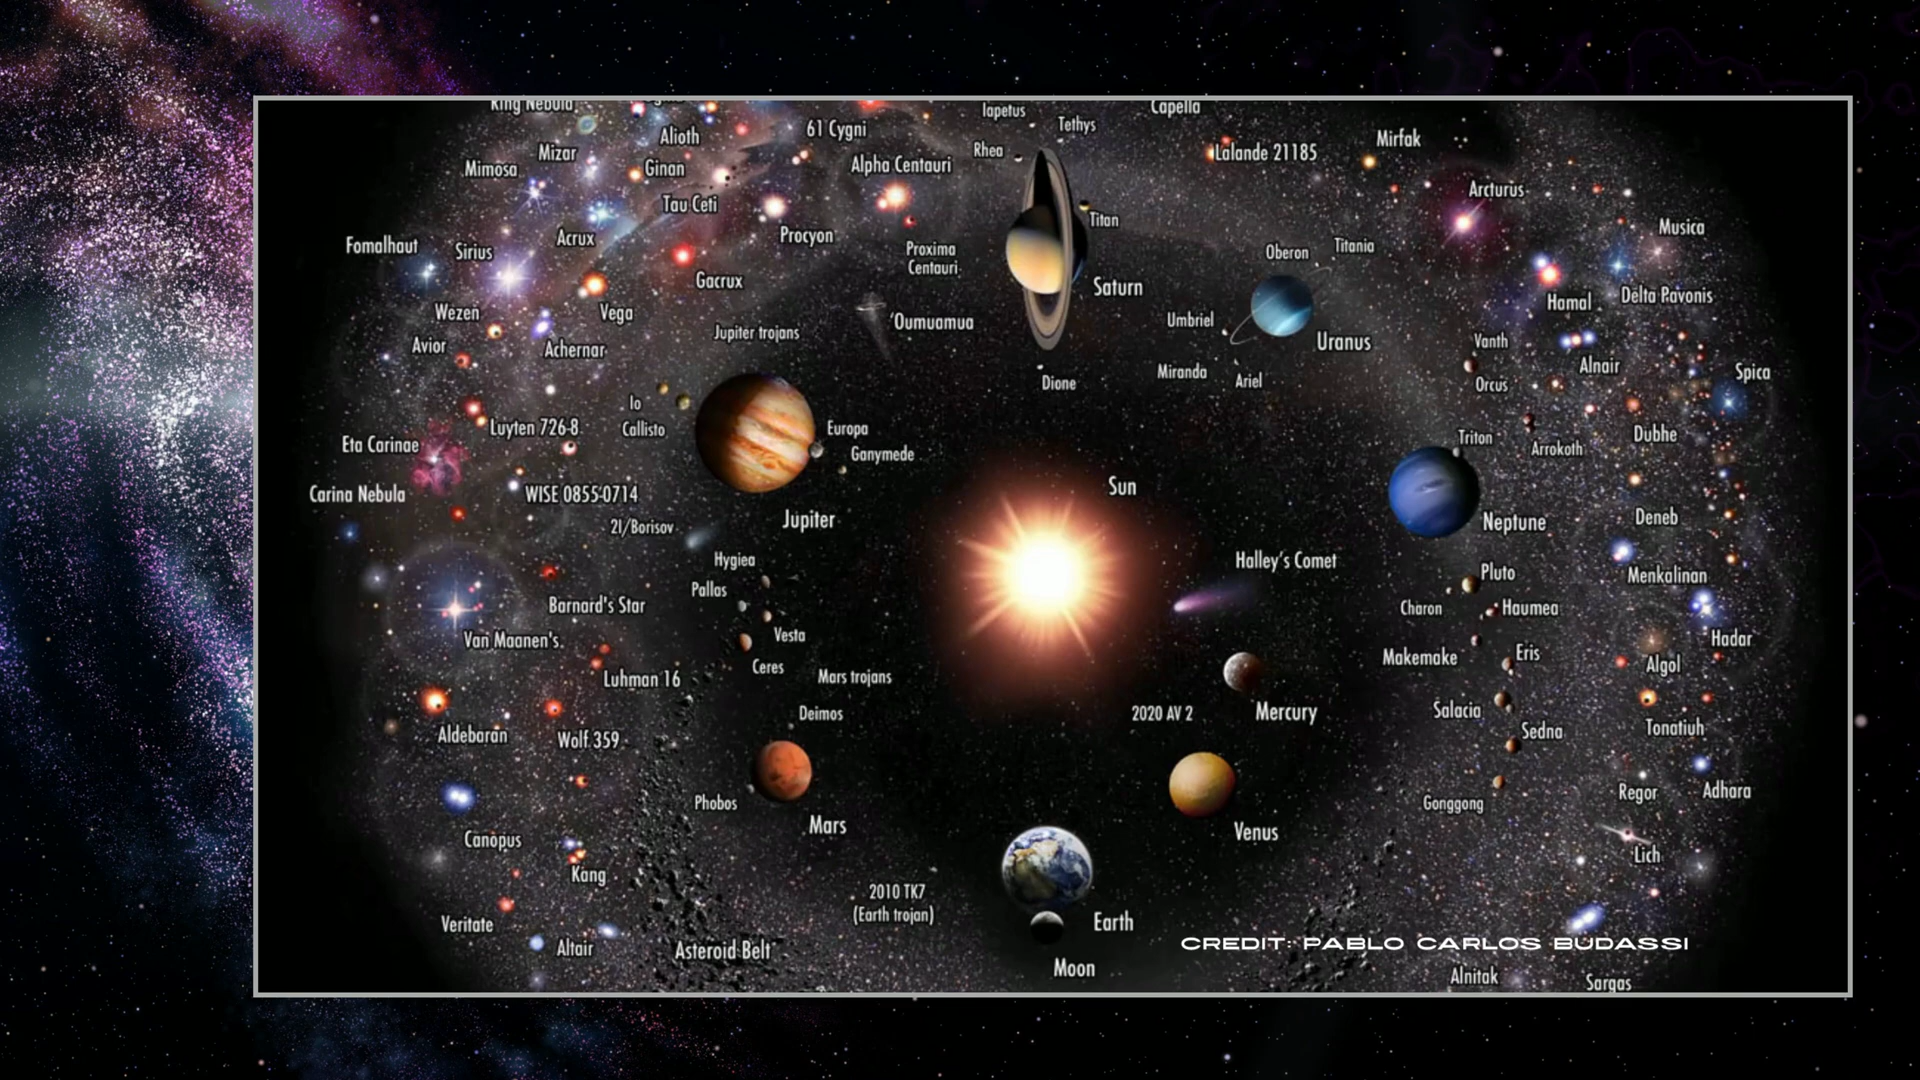 King Nebula
Iapetus
Capella
Tethys
61 Cygni
Alioth
Mirfak
Mizar
Rhea
Lalande 21185
Alpha Centauri
Mimosa
Ginan
Arcturus
Tau Ceti
Titan
Musica
Procyon
Acrux
Fomalhaut
Sirius
Oberon
Titania
Proxima
Centauri
Gacrux
Saturn
Delta Pavonis
Hamal
Wezen
Vega
'Oumuamua
Umbriel
Jupiter trojans
Uranus
Vanth
Avior
Achernar
Alnair
Miranda
Ariel
Spica
Dione
Orcus
Io
Callisto
Luyten 726-8
Europa
Dubhe
Triton
Eta Carinae
Ganymede
Arrokoth
Sun
Carina Nebula
WISE 0855-0714
Jupiter
Neptune
Deneb
2I/Borisov
Hygiea
Halley's Comet
Pluto
Menkalinan
Pallas
Barnard's Star
Charon
Haumea
Vesta
Van Maanen's
Hadar
Eris
Makemake
Ceres
Algol
Luhman 16
Mars trojans
Salacia
Deimos
2020 AV 2
Mercury
Sedna
Tonatiuh
Aldebaran
Wolf 359
Regor
Adhara
Phobos
Gonggong
Mars
Venus
Canopus
Lich
Kang
2010 TK7
(Earth trojan)
Earth
Veritate
CREDIT: PABLO CARLOS BUDASSI
Altair
Asteroid Belt
Moon
Alnitak
Sargas